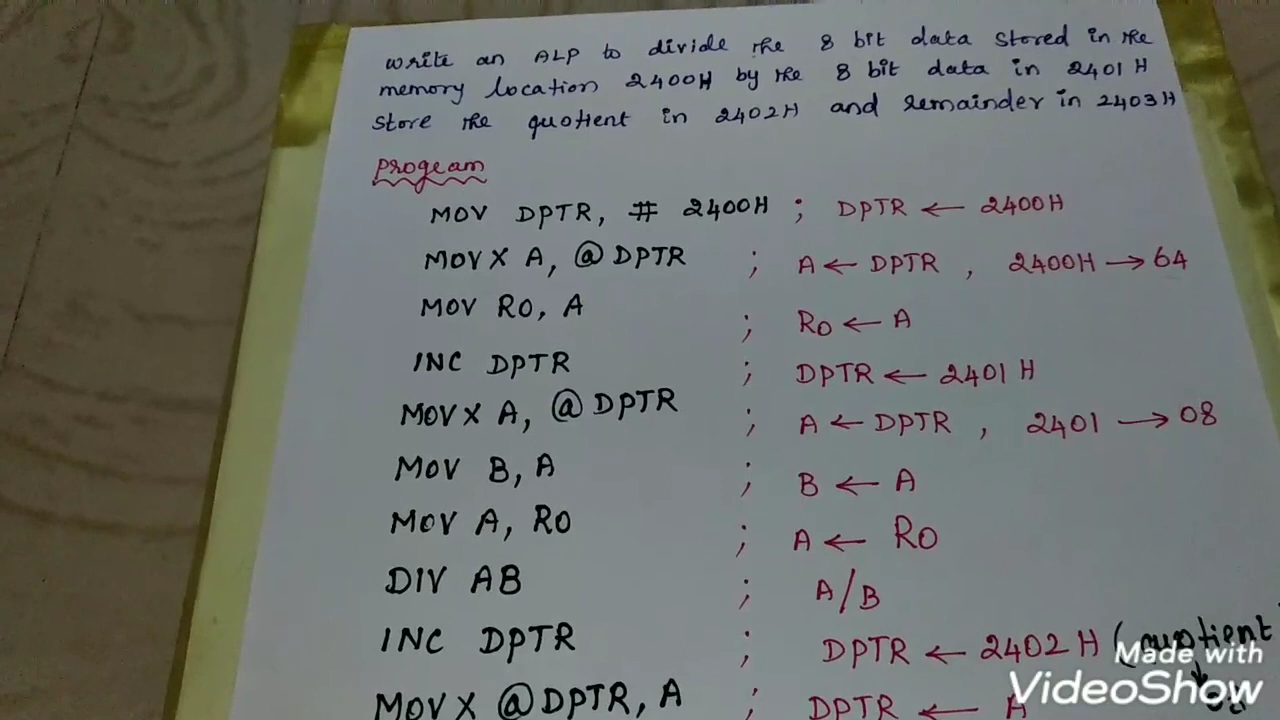 write an ALP to divide the 8 bit data stored in the
memory location 2400H by the 8 bit data in 2401 H
store the quotient in 2402H and remainder in 2403H
Program
MOV DPTR, # 2400H ; DPTR ← 2400H
MOVX A, @DPTR ; A ← DPTR , 2400H → 64
MOV R0, A ; R0 ← A
INC DPTR ; DPTR ← 2401 H
MOVX A, @DPTR ; A ← DPTR , 2401 → 08
MOV B, A ; B ← A
MOV A, R0 ; A ← R0
DIV AB ; A/B
INC DPTR ; DPTR ← 2402 H (quotient
MOVX @DPTR, A ; DPTR ← A
Made with
VideoShow